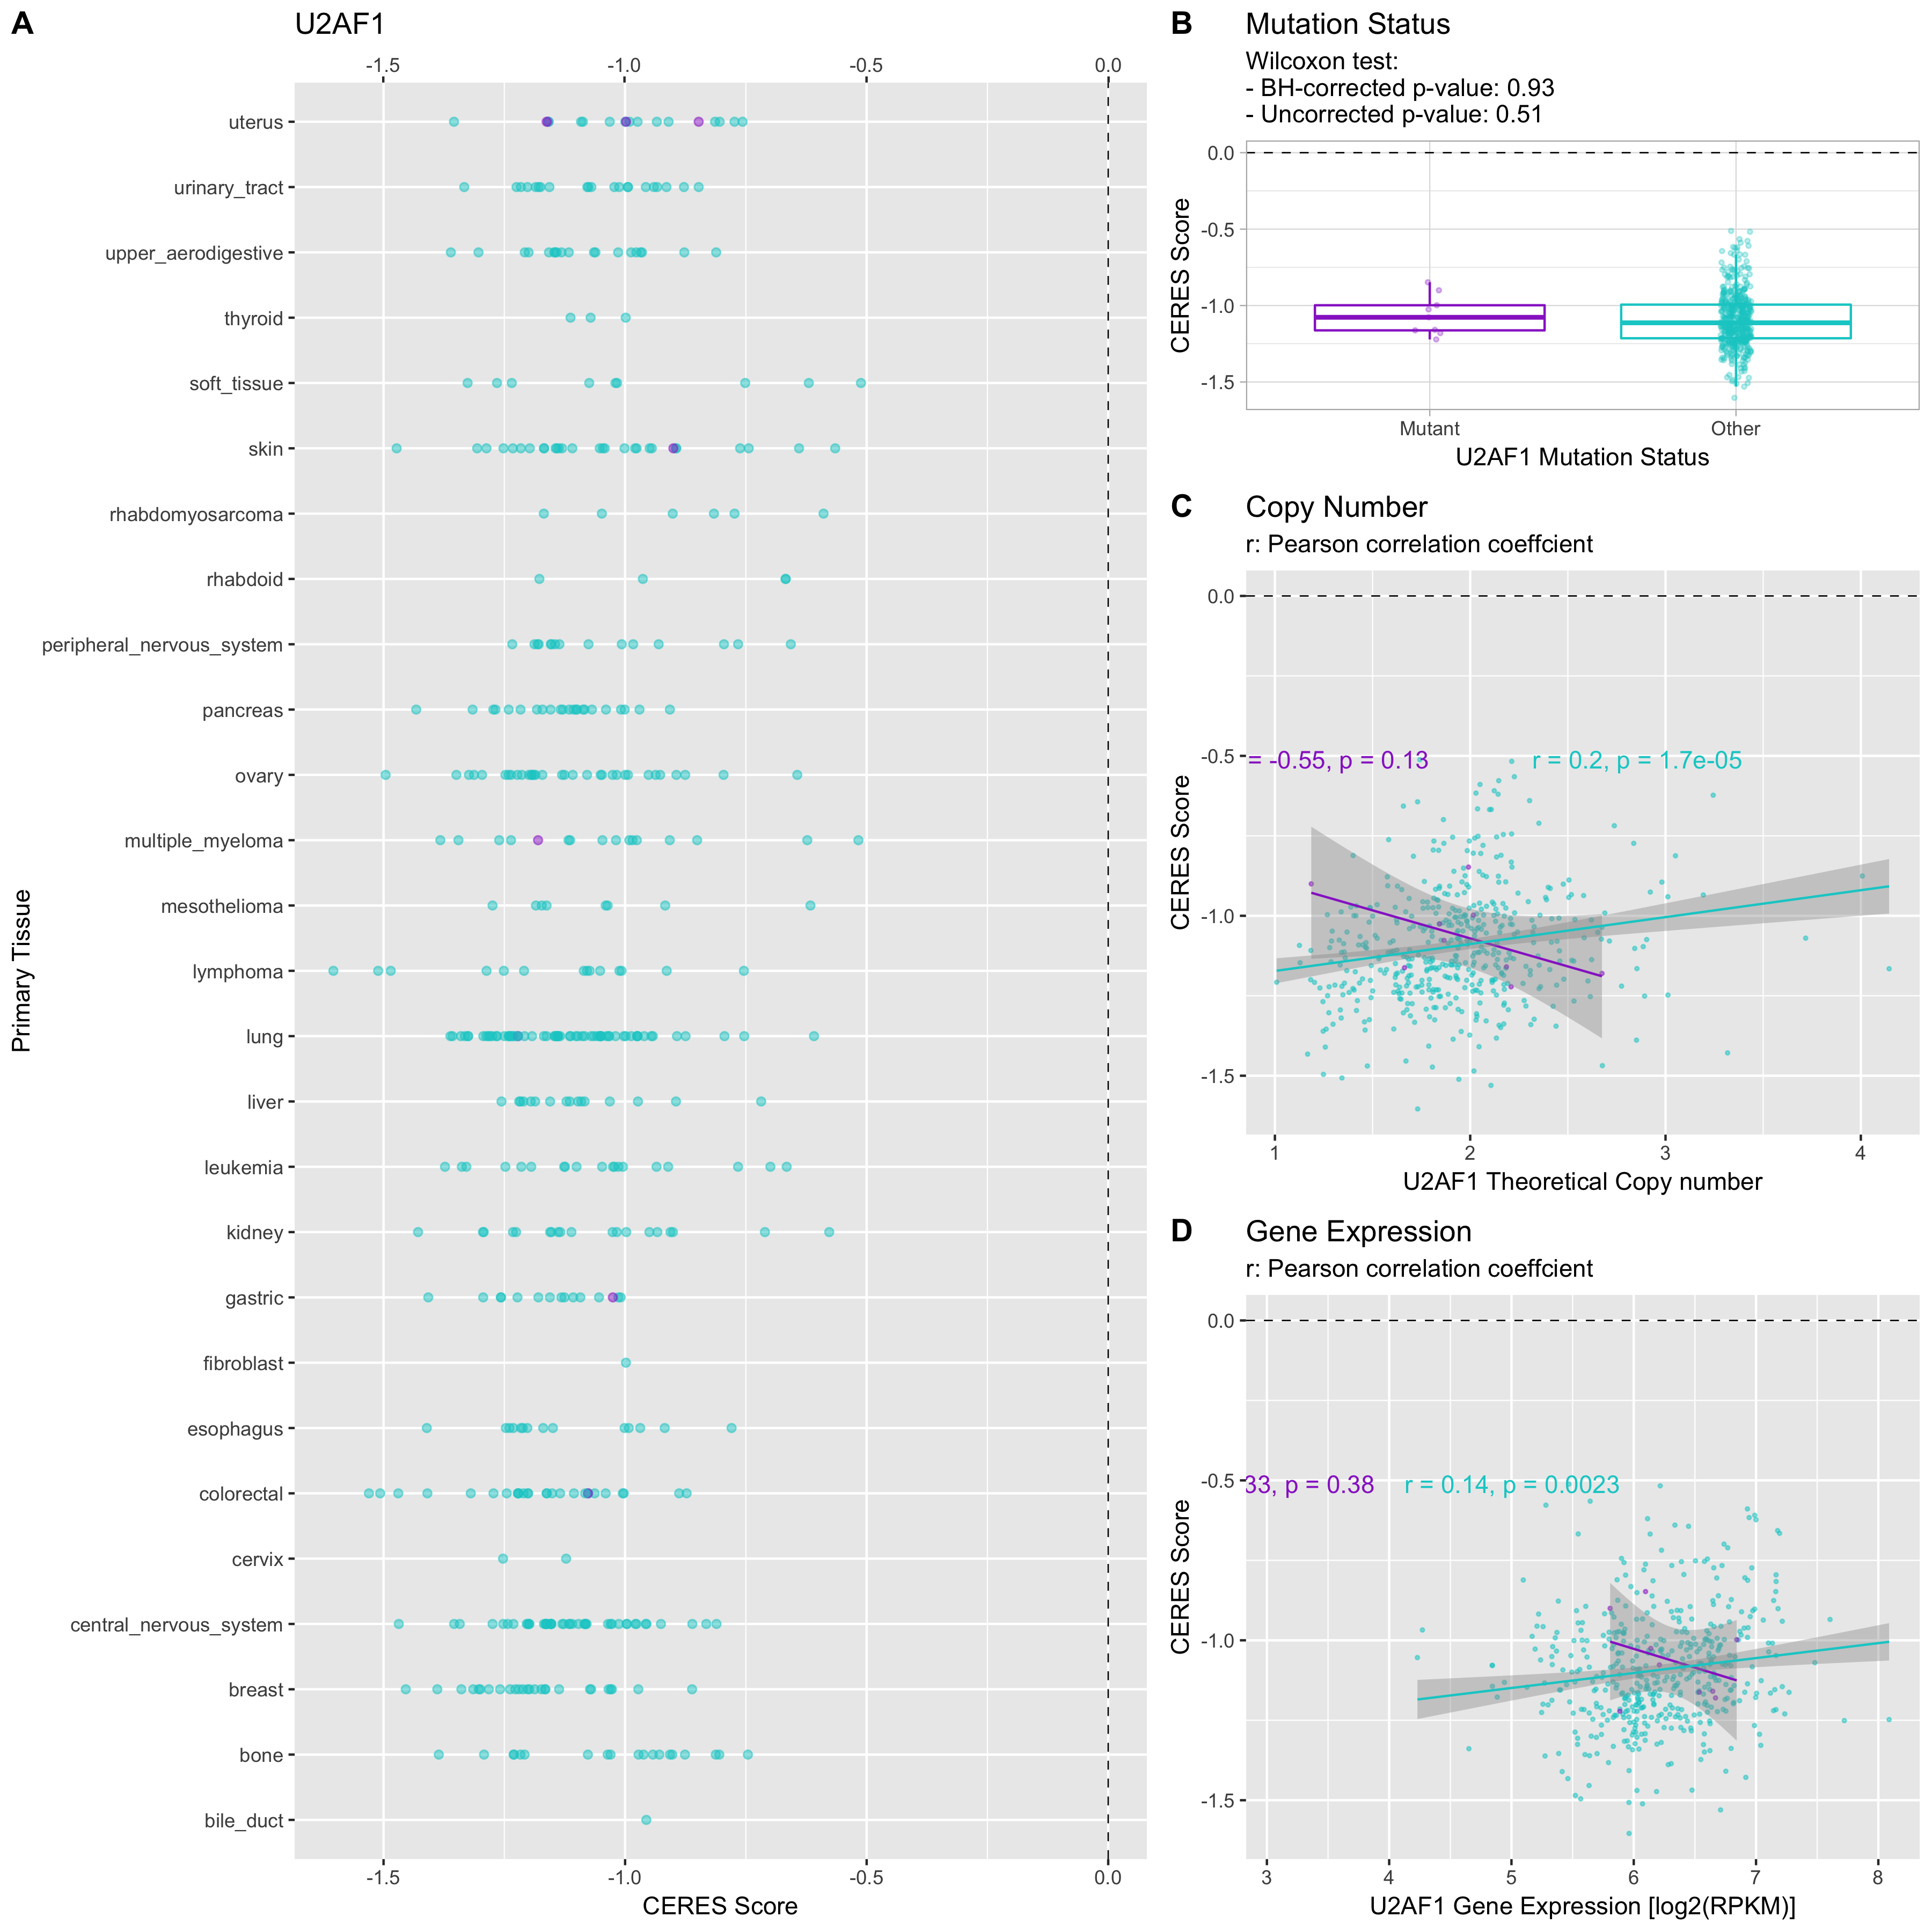 A
U2AF1
-1.5 -1.0 -0.5 0.0
uterus
urinary_tract
upper_aerodigestive
thyroid
soft_tissue
skin
rhabdomyosarcoma
rhabdoid
peripheral_nervous_system
pancreas
ovary
multiple_myeloma
mesothelioma
lymphoma
lung
liver
leukemia
kidney
gastric
fibroblast
esophagus
colorectal
cervix
central_nervous_system
breast
bone
bile_duct
Primary Tissue
-1.5 -1.0 -0.5 0.0
CERES Score
B
Mutation Status
Wilcoxon test:
- BH-corrected p-value: 0.93
- Uncorrected p-value: 0.51
0.0
-0.5
-1.0
-1.5
CERES Score
Mutant Other
U2AF1 Mutation Status
C
Copy Number
r: Pearson correlation coeffcient
0.0
-0.5
-1.0
-1.5
CERES Score
= -0.55, p = 0.13
r = 0.2, p = 1.7e-05
1 2 3 4
U2AF1 Theoretical Copy number
D
Gene Expression
r: Pearson correlation coeffcient
0.0
-0.5
-1.0
-1.5
CERES Score
33, p = 0.38
r = 0.14, p = 0.0023
3 4 5 6 7 8
U2AF1 Gene Expression [log2(RPKM)]